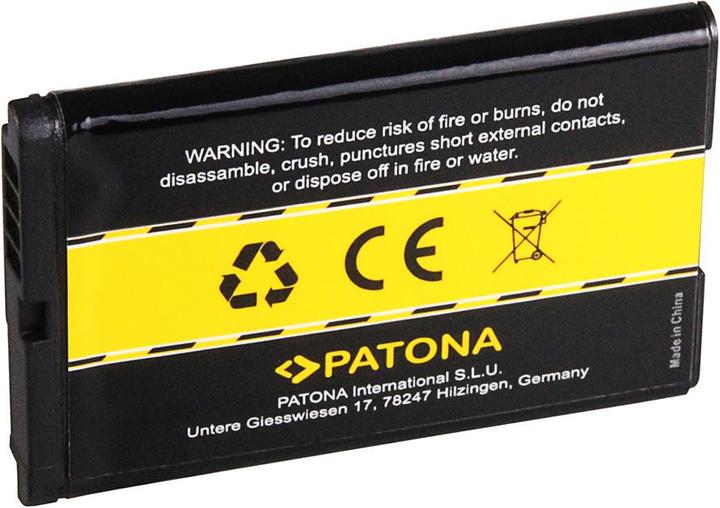 WARNING: To reduce risk of fire or burns, do not
disassamble, crush, punctures short external contacts,
or dispose off in fire or water.
CE
PATONA
PATONA International S.L.U.
Untere Giesswiesen 17, 78247 Hilzingen, Germany
Made in China